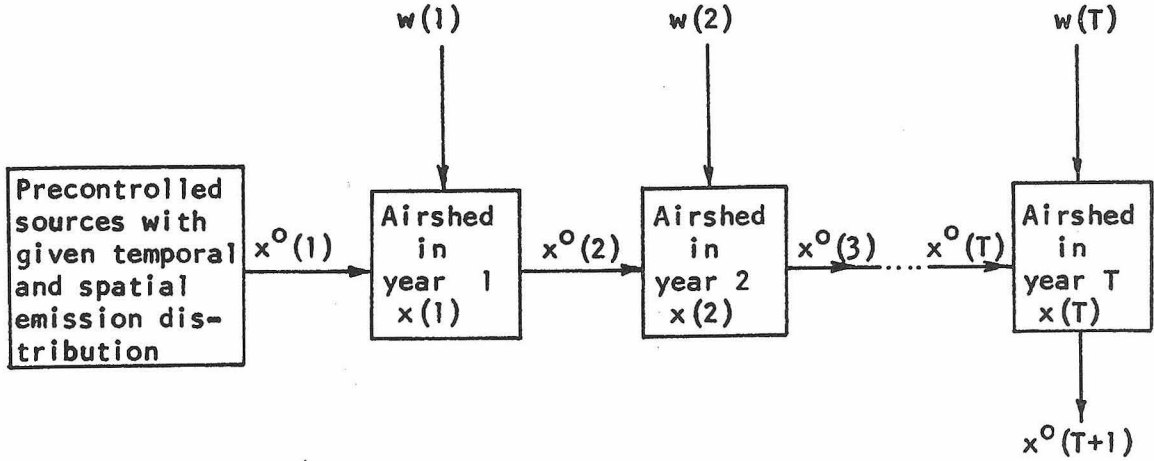 w(1)
w(2)
w(T)
Precontrolled
sources with
given temporal
and spatial
emission dis-
tribution
x°(1)
Airshed
in
year 1
x(1)
x°(2)
Airshed
in
year 2
x(2)
x°(3)
.....
x°(T)
Airshed
in
year T
x(T)
x°(T+1)